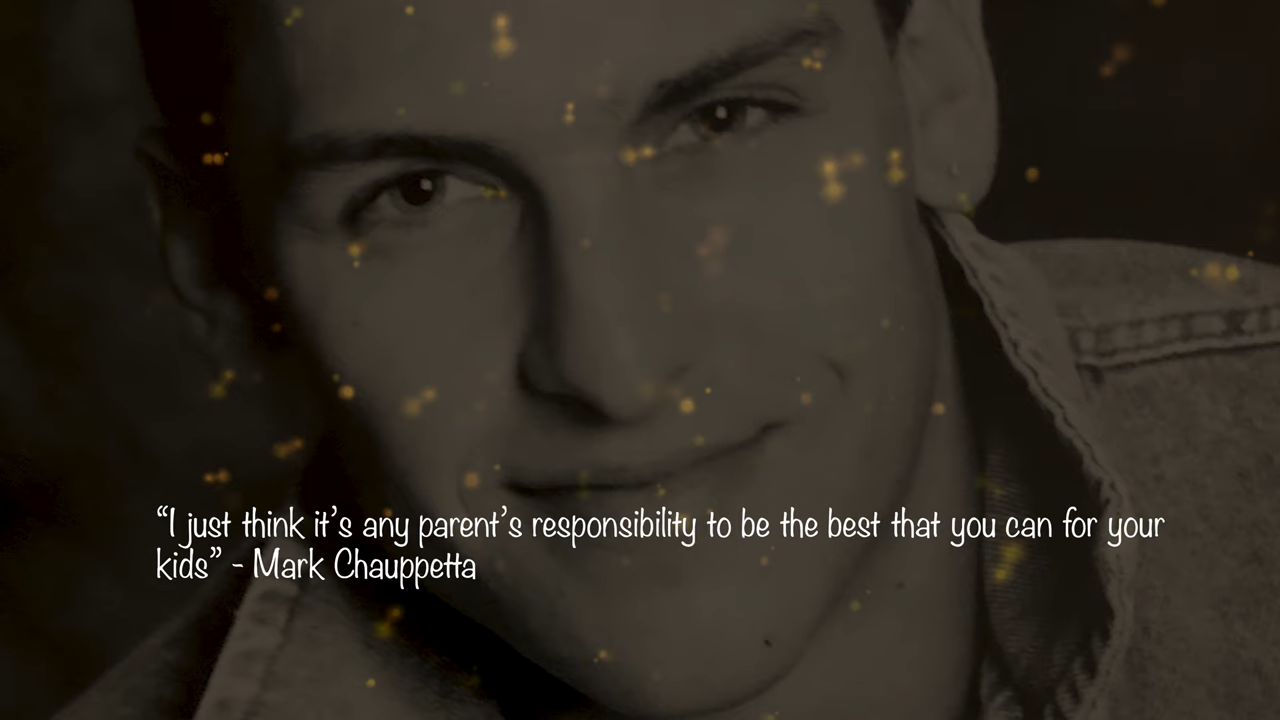 “I just think it’s any parent’s responsibility to be the best that you can for your
kids” - Mark Chauppetta